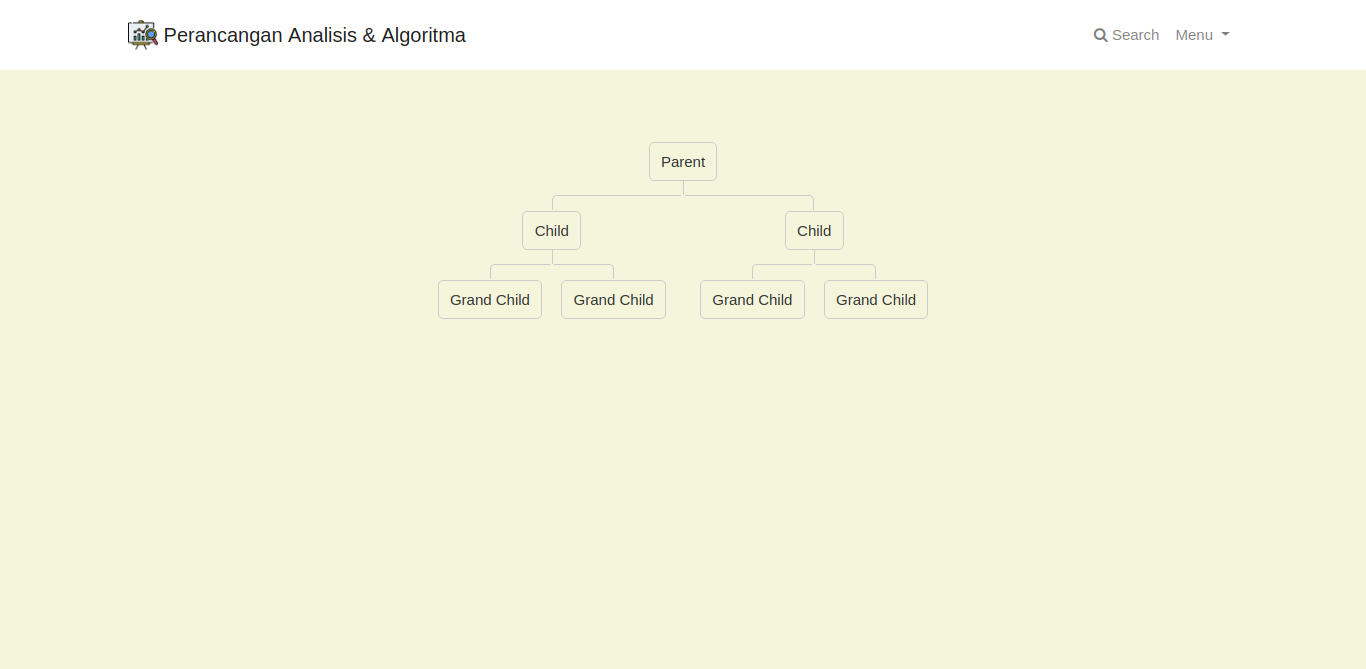 Perancangan Analisis & Algoritma
Search
Menu
Parent
Child
Child
Grand Child
Grand Child
Grand Child
Grand Child